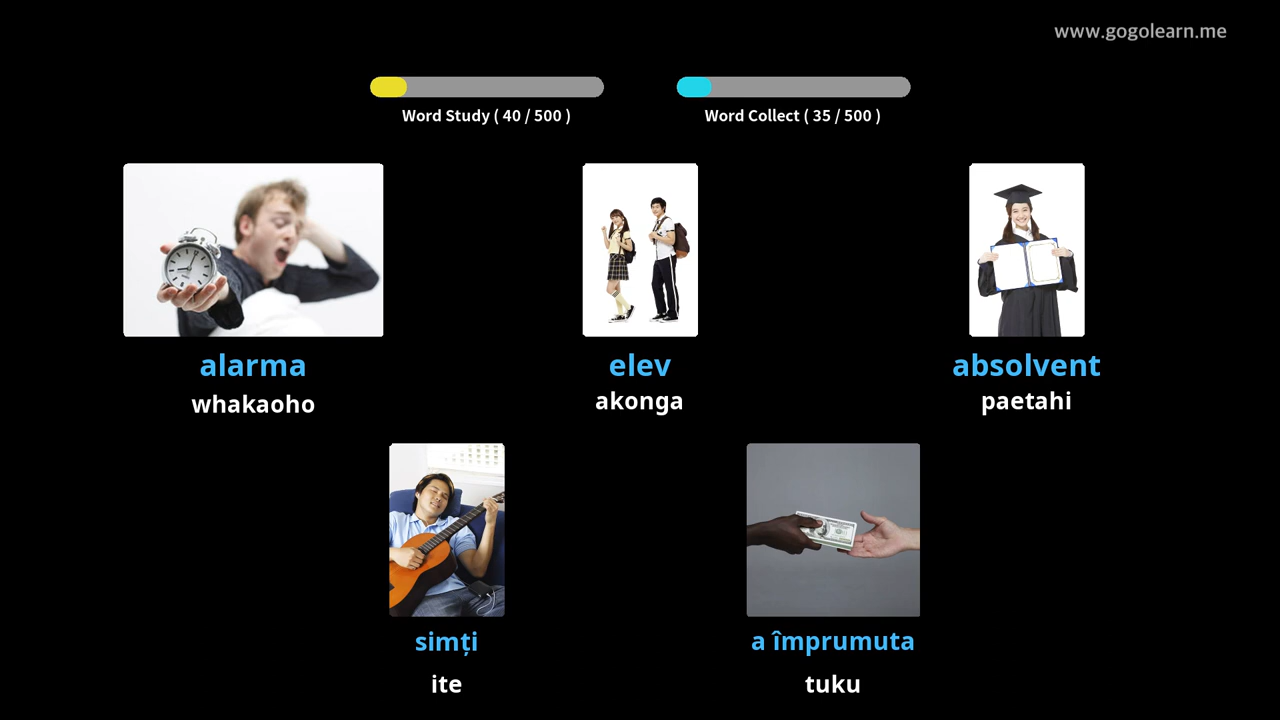 www.gogolearn.me
Word Study ( 40 / 500 )
Word Collect ( 35 / 500 )
alarma
whakaoho
elev
akonga
absolvent
paetahi
simți
ite
a împrumuta
tuku